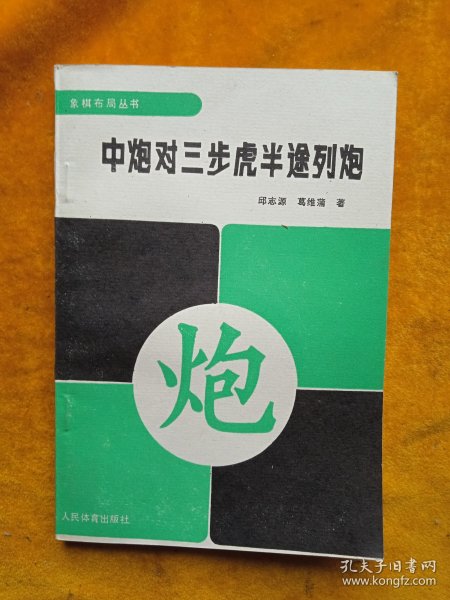 象棋布局丛书
中炮对三步虎半途列炮
邱志源 葛维蒲 著
炮
人民体育出版社
孔夫子旧书网
www.kongfz.com